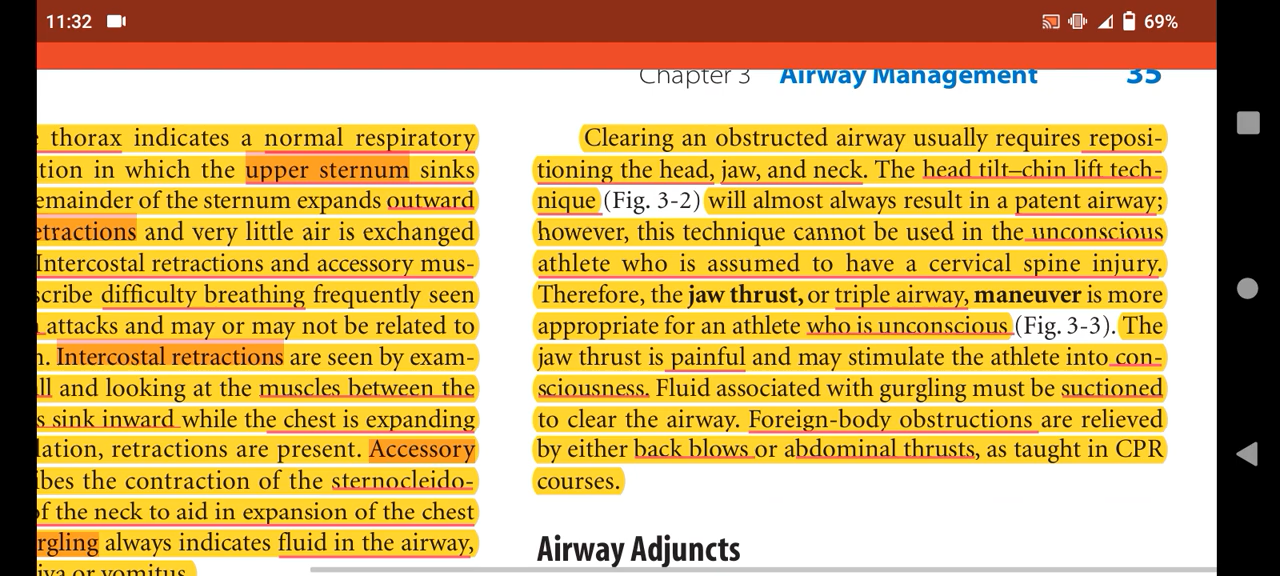 11:32
69%
Chapter 3 Airway Management 35
thorax indicates a normal respiratory
tion in which the upper sternum sinks
emainder of the sternum expands outward
etractions and very little air is exchanged
Intercostal retractions and accessory mus-
scribe difficulty breathing frequently seen
attacks and may or may not be related to
n. Intercostal retractions are seen by exam-
ll and looking at the muscles between the
s sink inward while the chest is expanding
lation, retractions are present. Accessory
ibes the contraction of the sternocleido-
of the neck to aid in expansion of the chest
rgling always indicates fluid in the airway,
iva or vomitus.
Clearing an obstructed airway usually requires reposi-
tioning the head, jaw, and neck. The head tilt–chin lift tech-
nique (Fig. 3-2) will almost always result in a patent airway;
however, this technique cannot be used in the unconscious
athlete who is assumed to have a cervical spine injury.
Therefore, the jaw thrust, or triple airway, maneuver is more
appropriate for an athlete who is unconscious (Fig. 3-3). The
jaw thrust is painful and may stimulate the athlete into con-
sciousness. Fluid associated with gurgling must be suctioned
to clear the airway. Foreign-body obstructions are relieved
by either back blows or abdominal thrusts, as taught in CPR
courses.
Airway Adjuncts